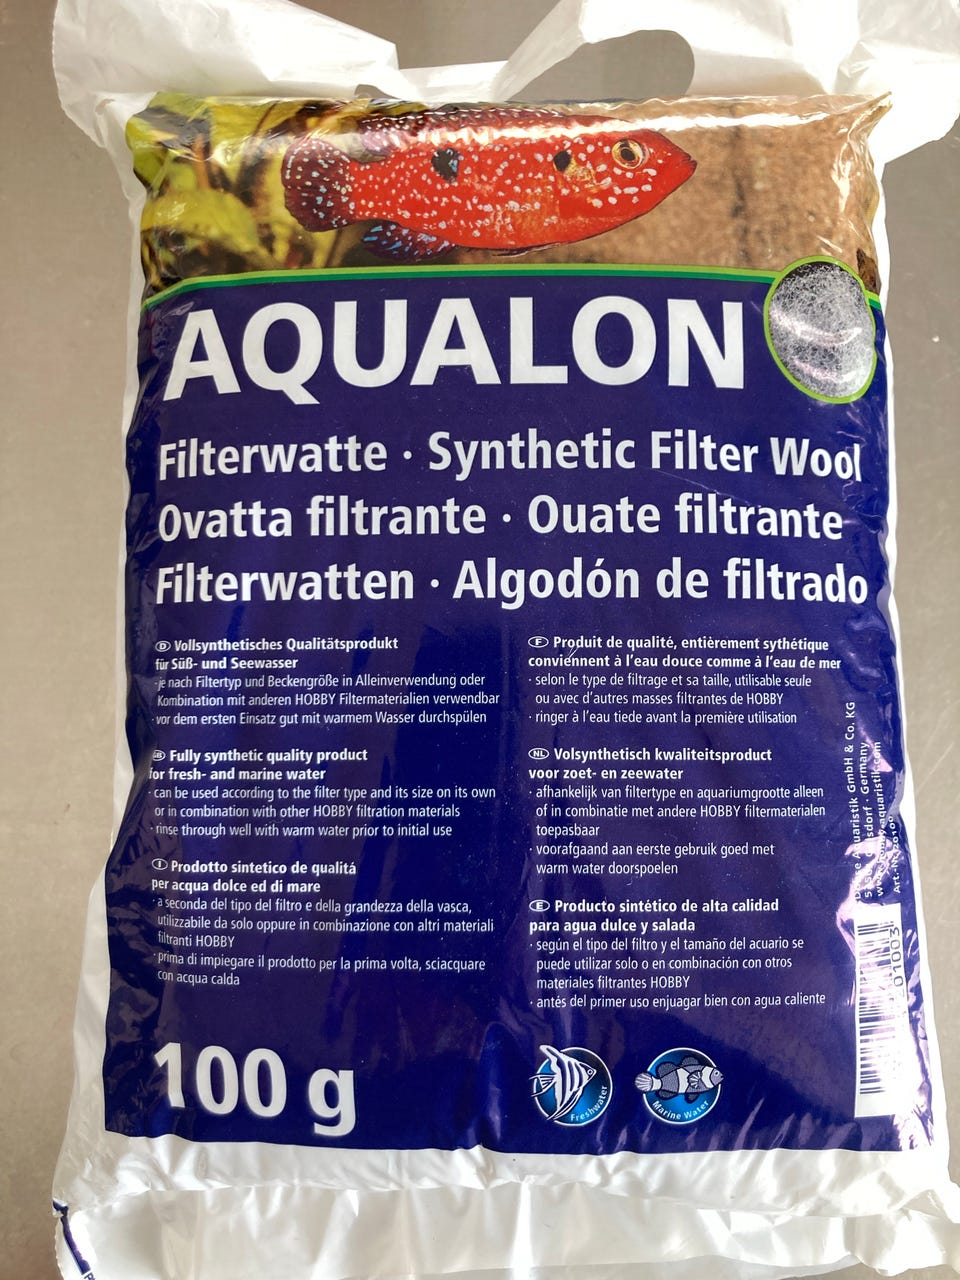 AQUALON
Filterwatte · Synthetic Filter Wool
Ovatta filtrante · Ouate filtrante
Filterwatten · Algodón de filtrado
D Vollsynthetisches Qualitätsprodukt
für Süß- und Seewasser
· je nach Filtertyp und Beckengröße in Alleinverwendung oder
Kombination mit anderen HOBBY Filtermaterialien verwendbar
· vor dem ersten Einsatz gut mit warmem Wasser durchspülen
GB Fully synthetic quality product
for fresh- and marine water
· can be used according to the filter type and its size on its own
or in combination with other HOBBY filtration materials
· rinse through well with warm water prior to initial use
I Prodotto sintetico de qualitá
per acqua dolce ed di mare
· a seconda del tipo del filtro e della grandezza della vasca,
utilizzabile da solo oppure in combinazione con altri materiali
filtranti HOBBY
· prima di impiegare il prodotto per la prima volta, sciacquare
con acqua calda
F Produit de qualité, entièrement sythétique
conviennent à l'eau douce comme à l'eau de mer
· selon le type de filtrage et sa taille, utilisable seule
ou avec d'autres masses filtrantes de HOBBY
· ringer à l'eau tiede avant la première utilisation
NL Volsynthetisch kwaliteitsproduct
voor zoet- en zeewater
· afhankelijk van filtertype en aquariumgrootte alleen
of in combinatie met andere HOBBY filtermaterialen
toepasbaar
· voorafgaand aan eerste gebruik goed met
warm water doorspoelen
E Producto sintético de alta calidad
para agua dulce y salada
· según el tipo del filtro y el tamaño del acuario se
puede utilizar solo o en combinación con otros
materiales filtrantes HOBBY
· antés del primer uso enjuagar bien con agua caliente
100 g
Freshwater
Marine Water
Aquaristik GmbH & Co. KG
Germany
Art.-Nr.
01003